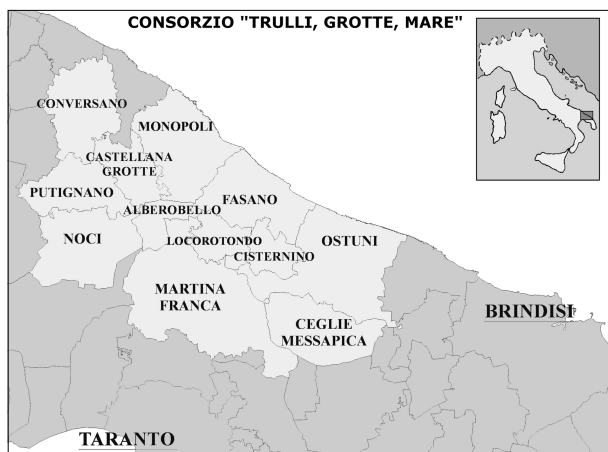 CONSORZIO "TRULLI, GROTTE, MARE"
CONVERSANO
MONOPOLI
CASTELLANA
GROTTE
PUTIGNANO
FASANO
ALBEROBELLO
NOCI
LOCOROTONDO
OSTUNI
CISTERNINO
MARTINA
FRANCA
BRINDISI
CEGLIE
MESSAPICA
TARANTO